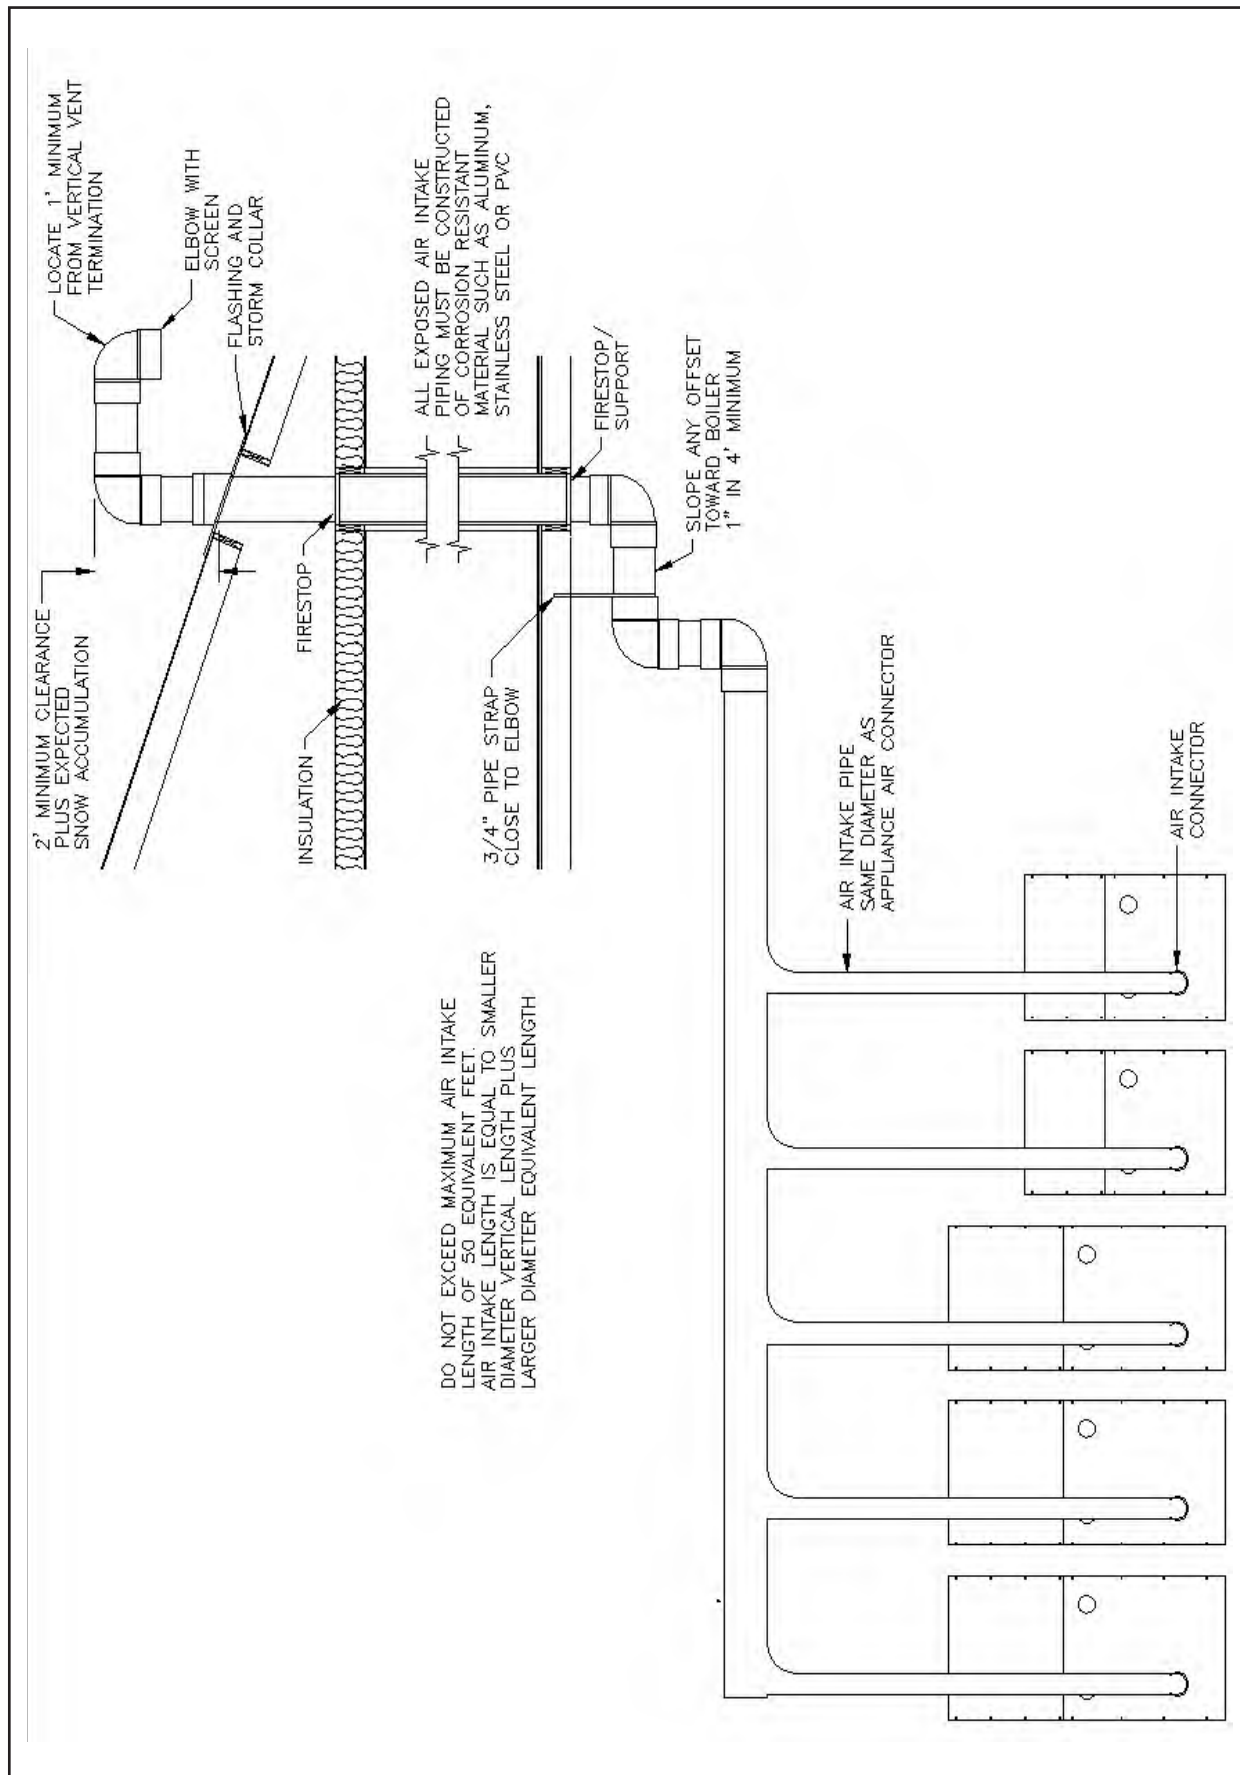 2' MINIMUM CLEARANCE
PLUS EXPECTED
SNOW ACCUMULATION
LOCATE 1' MINIMUM
FROM VERTICAL VENT
TERMINATION
ELBOW WITH
SCREEN
FLASHING AND
STORM COLLAR
FIRESTOP
INSULATION
ALL EXPOSED AIR INTAKE
PIPING MUST BE CONSTRUCTED
OF CORROSION RESISTANT
MATERIAL SUCH AS ALUMINUM,
STAINLESS STEEL OR PVC
FIRESTOP/
SUPPORT
3/4" PIPE STRAP
CLOSE TO ELBOW
SLOPE ANY OFFSET
TOWARD BOILER
1" IN 4' MINIMUM
DO NOT EXCEED MAXIMUM AIR INTAKE
LENGTH OF 50 EQUIVALENT FEET.
AIR INTAKE LENGTH IS EQUAL TO SMALLER
DIAMETER VERTICAL LENGTH PLUS
LARGER DIAMETER EQUIVALENT LENGTH
AIR INTAKE PIPE
SAME DIAMETER AS
APPLIANCE AIR CONNECTOR
AIR INTAKE
CONNECTOR